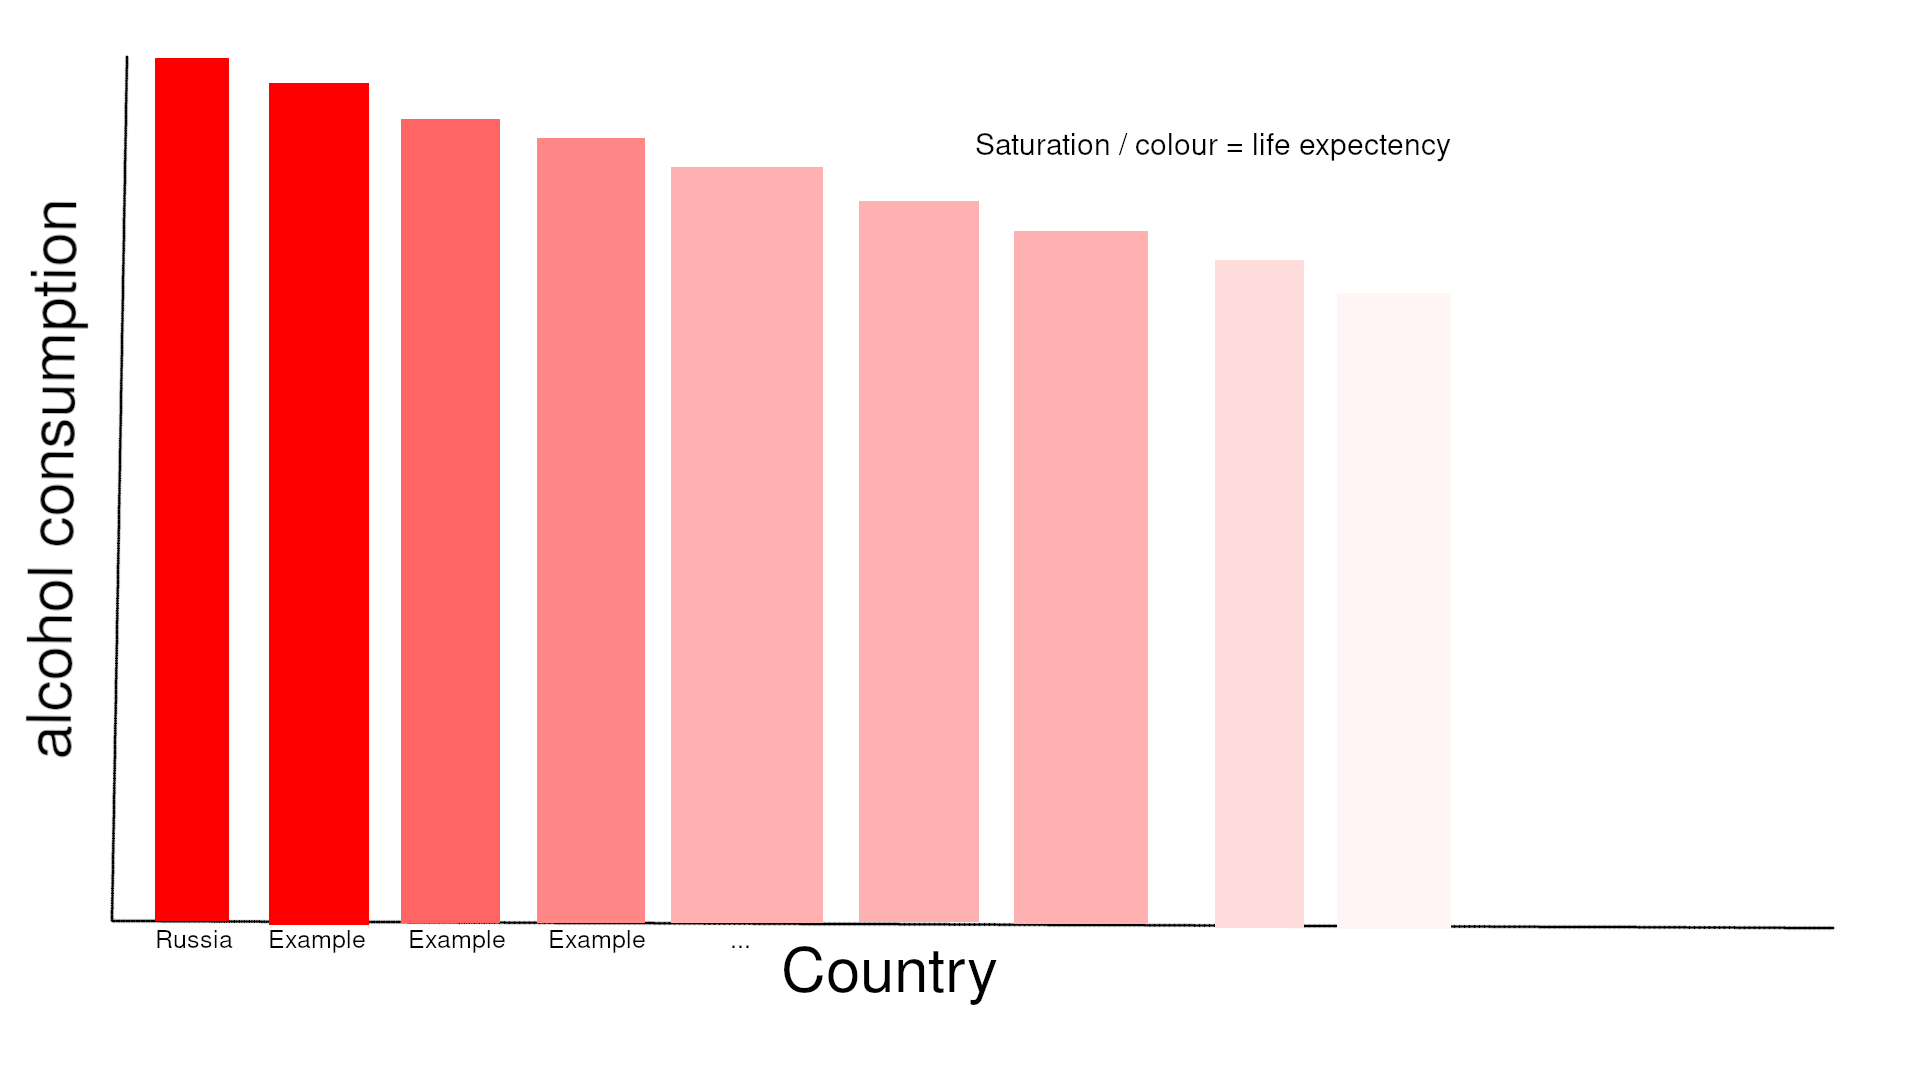 Saturation / colour = life expectency
alcohol consumption
Russia Example Example Example ...
Country